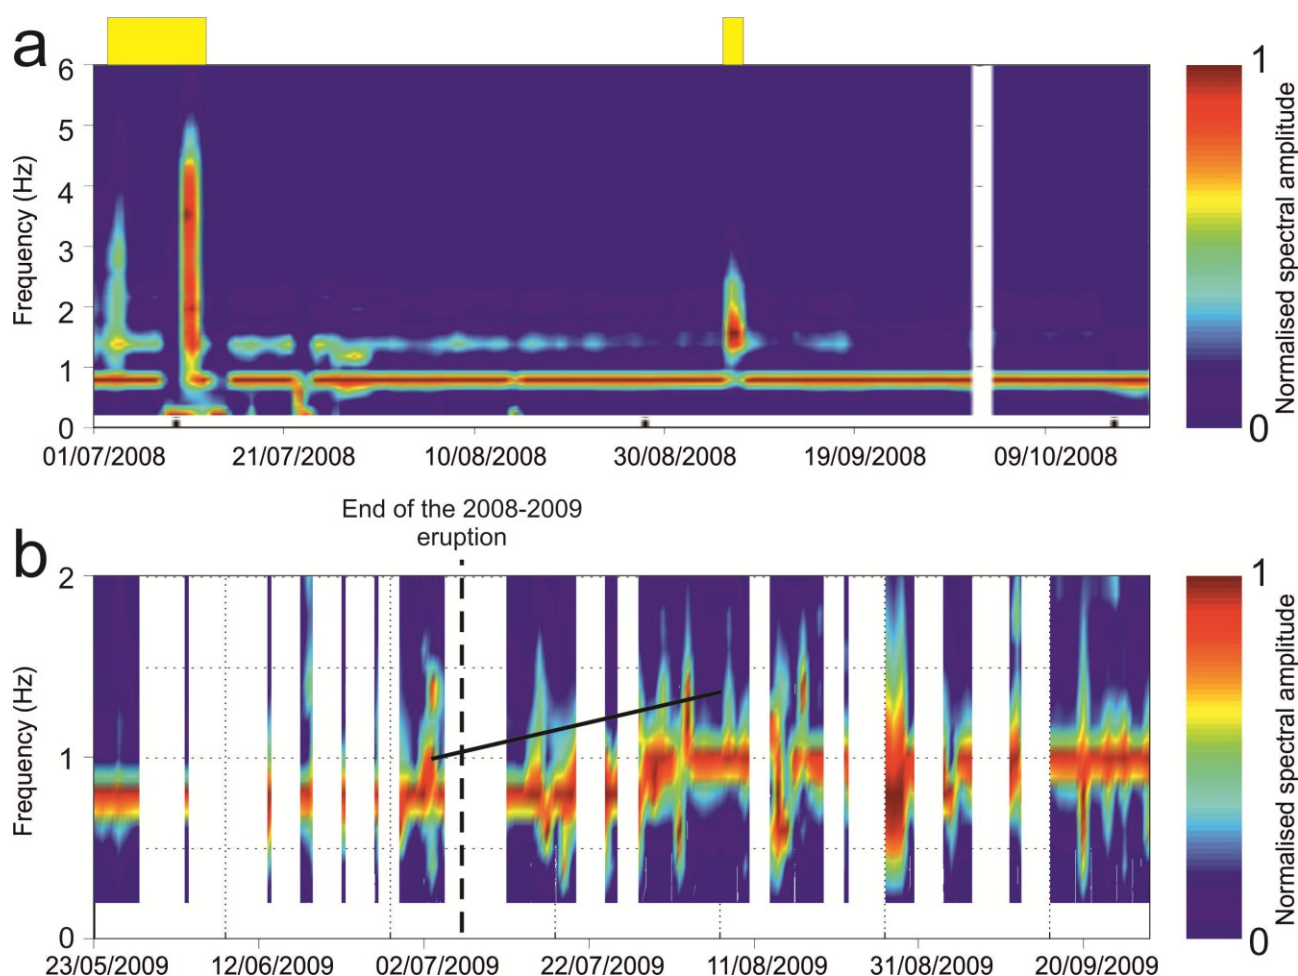 a
6
5
4
3
2
1
0
Frequency (Hz)
01/07/2008 21/07/2008 10/08/2008 30/08/2008 19/09/2008 09/10/2008
1
0
Normalised spectral amplitude
End of the 2008-2009
eruption
b
2
1
0
Frequency (Hz)
23/05/2009 12/06/2009 02/07/2009 22/07/2009 11/08/2009 31/08/2009 20/09/2009
1
0
Normalised spectral amplitude